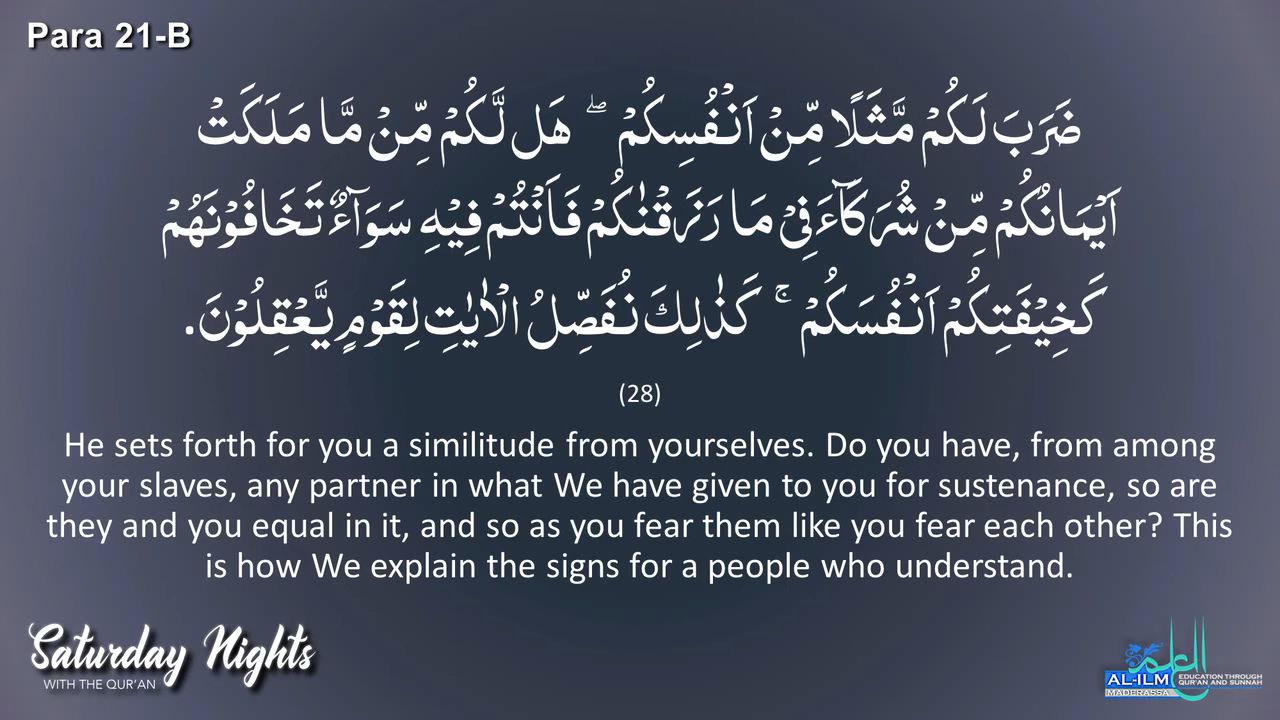 Para 21-B
ضَرَبَ لَكُمْ مَّثَلًا مِّنْ اَنْفُسِكُمْ ۖ هَل لَّكُمْ مِّنْ مَّا مَلَكَتْ
اَيْمَانُكُمْ مِّنْ شُرَكَآءَ فِيْ مَا رَزَقْنٰكُمْ فَاَنْتُمْ فِيْهِ سَوَآءٌ تَخَافُوْنَهُمْ
كَخِيْفَتِكُمْ اَنْفُسَكُمْ ۚ كَذٰلِكَ نُفَصِّلُ الْاٰيٰتِ لِقَوْمٍ يَّعْقِلُوْنَ.
(28)
He sets forth for you a similitude from yourselves. Do you have, from among
your slaves, any partner in what We have given to you for sustenance, so are
they and you equal in it, and so as you fear them like you fear each other? This
is how We explain the signs for a people who understand.
Saturday Nights
WITH THE QUR'AN
العلم
AL-ILM
MADERASSA
EDUCATION THROUGH
QUR'AN AND SUNNAH